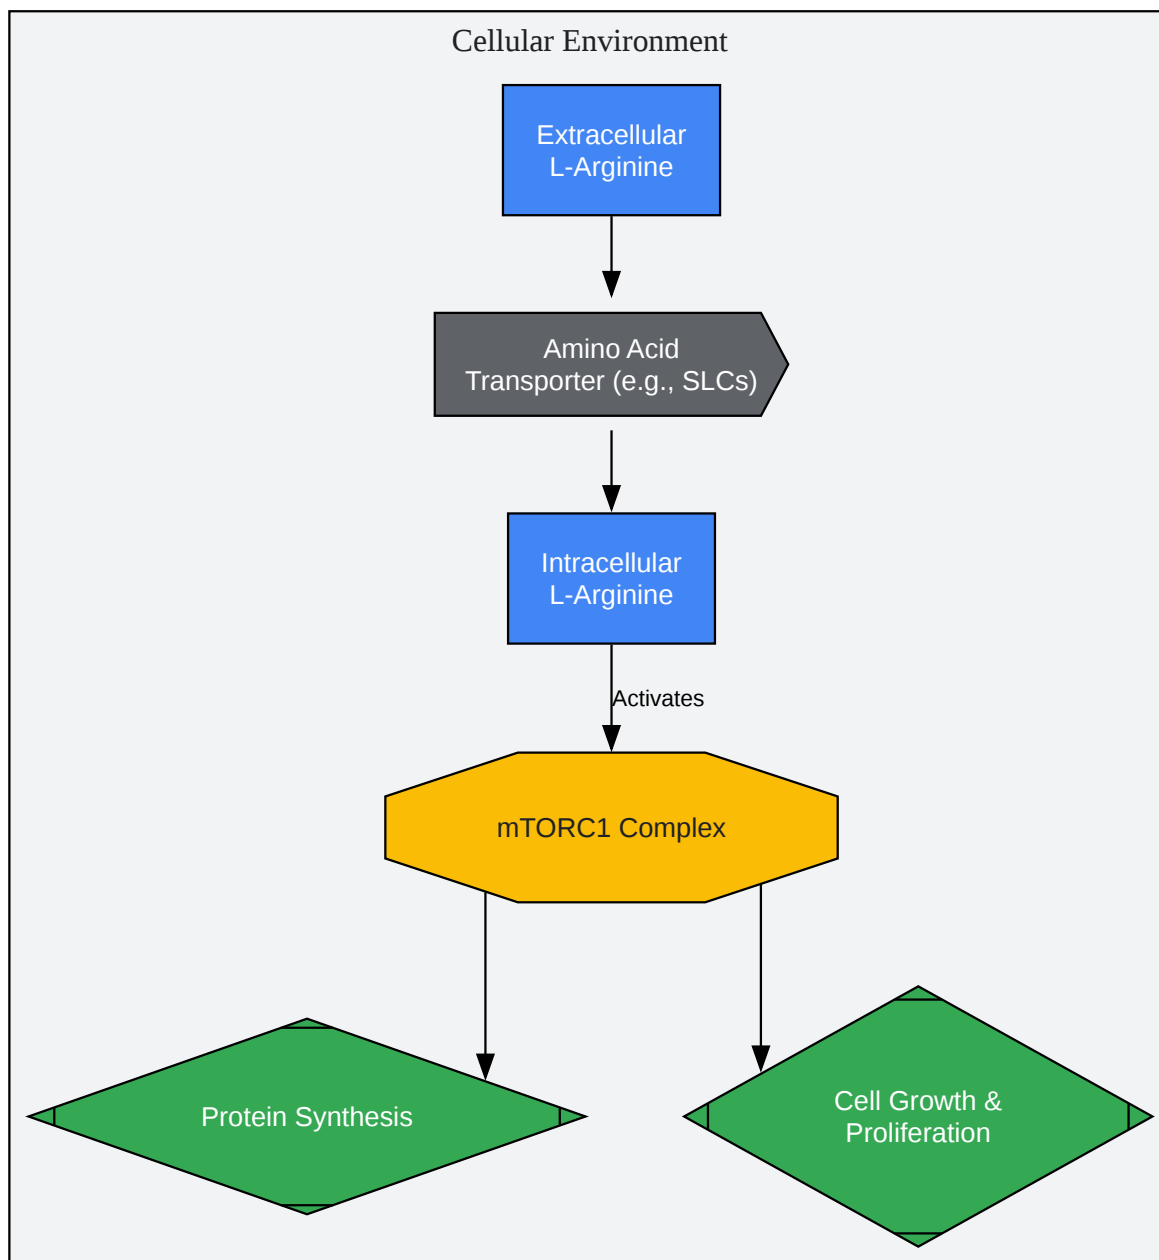 Cellular Environment
Extracellular
L-Arginine
Amino Acid
Transporter (e.g., SLCs)
Intracellular
L-Arginine
Activates
mTORC1 Complex
Protein Synthesis
Cell Growth &
Proliferation